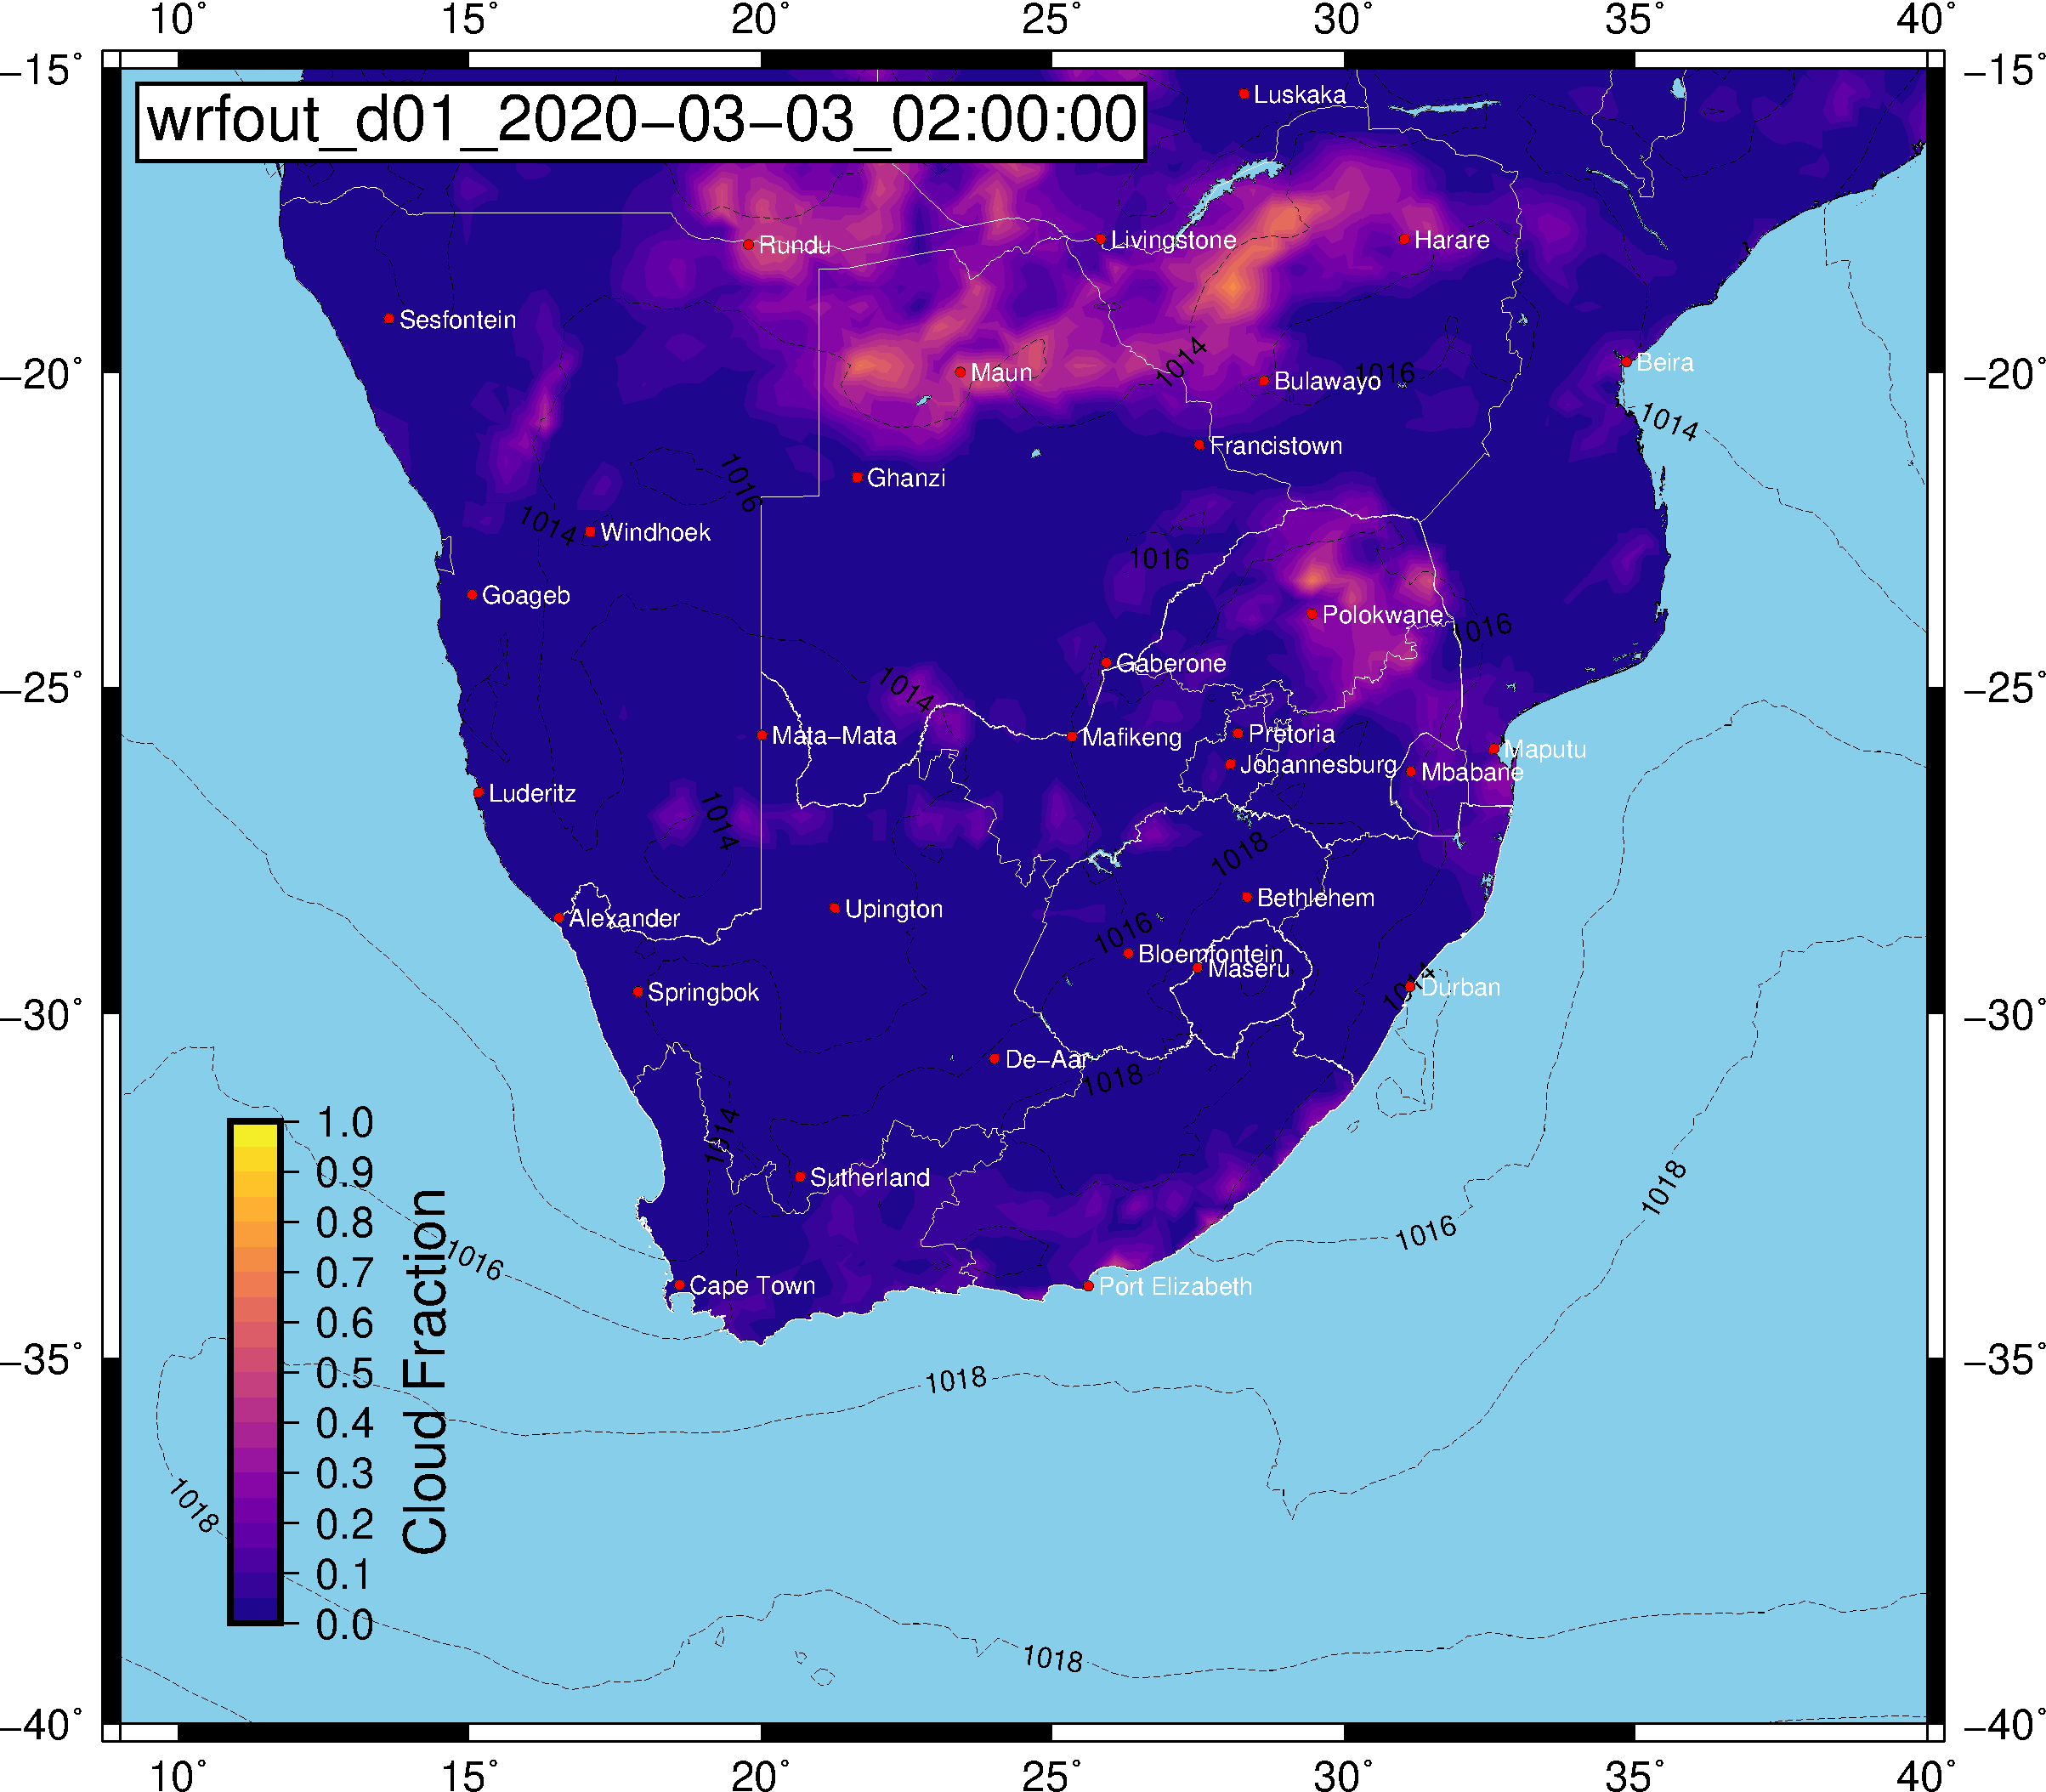 10° 15° 20° 25° 30° 35° 40°
−15° −15°
wrfout_d01_2020−03−03_02:00:00
Luskaka
Rundu
Livingstone
Harare
Sesfontein
1014
Maun
Bulawayo
1016
Beira
−20° −20°
1014
Francistown
Ghanzi
1016
1014
Windhoek
1016
Goageb
Polokwane
1016
Gaberone
−25° −25°
1014
Mata−Mata
Mafikeng
Pretoria
Maputu
Johannesburg
Mbabane
Luderitz
1014
1018
Bethlehem
Alexander
Upington
1016
Bloemfontein
Maseru
1014
Durban
Springbok
−30° −30°
De−Aar
1018
1014
Sutherland
1018
1016
1016
Cape Town
Port Elizabeth
−35° −35°
1018
1018
1018
1.0
0.9
0.8
0.7
0.6
0.5
0.4
0.3
0.2
0.1
0.0
Cloud Fraction
−40° −40°
10° 15° 20° 25° 30° 35° 40°